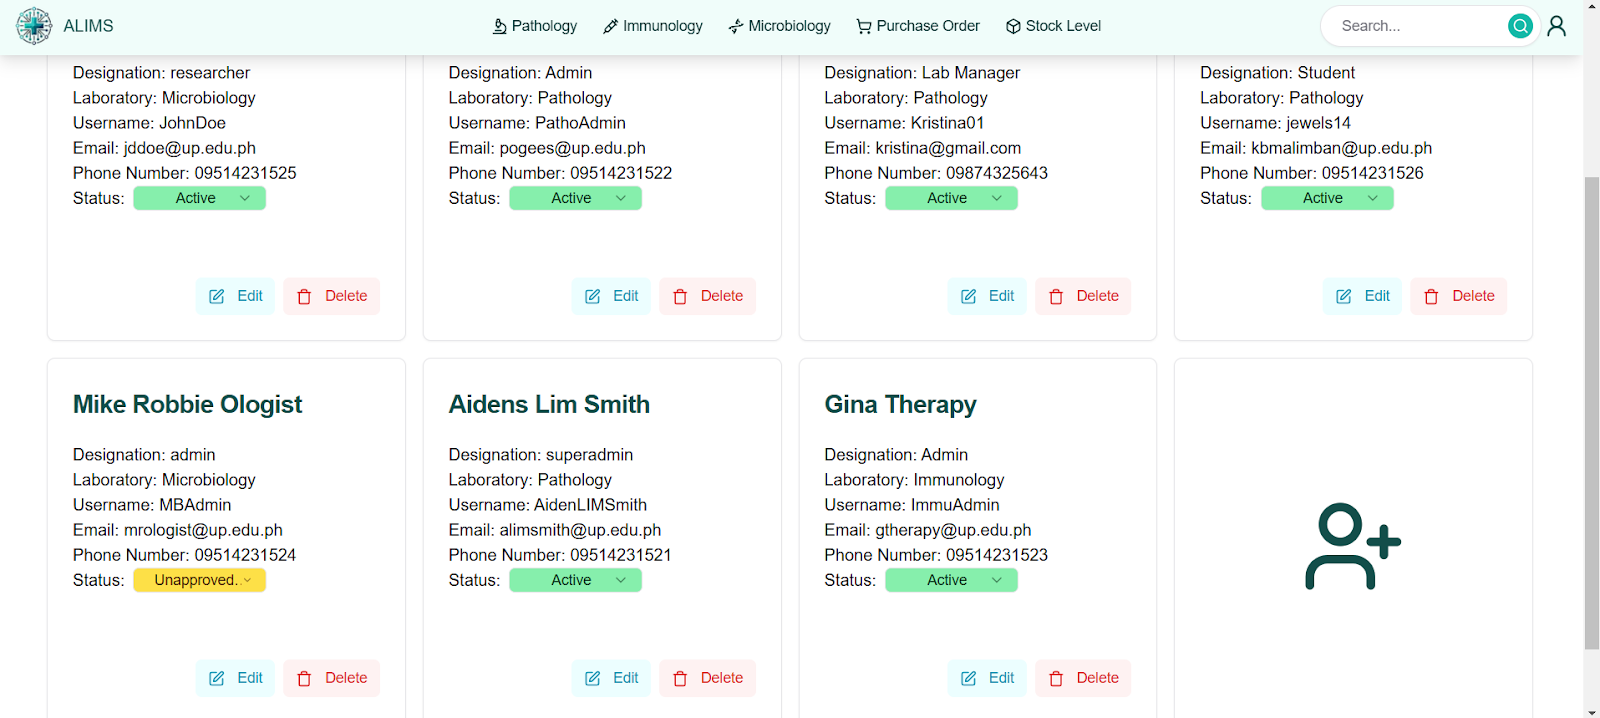 ALIMS
Pathology
Immunology
Microbiology
Purchase Order
Stock Level
Search...
Designation: researcher
Laboratory: Microbiology
Username: JohnDoe
Email: jddoe@up.edu.ph
Phone Number: 09514231525
Status: Active
Edit
Delete
Designation: Admin
Laboratory: Pathology
Username: PathoAdmin
Email: pogees@up.edu.ph
Phone Number: 09514231522
Status: Active
Edit
Delete
Designation: Lab Manager
Laboratory: Pathology
Username: Kristina01
Email: kristina@gmail.com
Phone Number: 09874325643
Status: Active
Edit
Delete
Designation: Student
Laboratory: Pathology
Username: jewels14
Email: kbmalimban@up.edu.ph
Phone Number: 09514231526
Status: Active
Edit
Delete
Mike Robbie Ologist
Designation: admin
Laboratory: Microbiology
Username: MBAdmin
Email: mrologist@up.edu.ph
Phone Number: 09514231524
Status: Unapproved..
Edit
Delete
Aidens Lim Smith
Designation: superadmin
Laboratory: Pathology
Username: AidenLIMSmith
Email: alimsmith@up.edu.ph
Phone Number: 09514231521
Status: Active
Edit
Delete
Gina Therapy
Designation: Admin
Laboratory: Immunology
Username: ImmuAdmin
Email: gtherapy@up.edu.ph
Phone Number: 09514231523
Status: Active
Edit
Delete